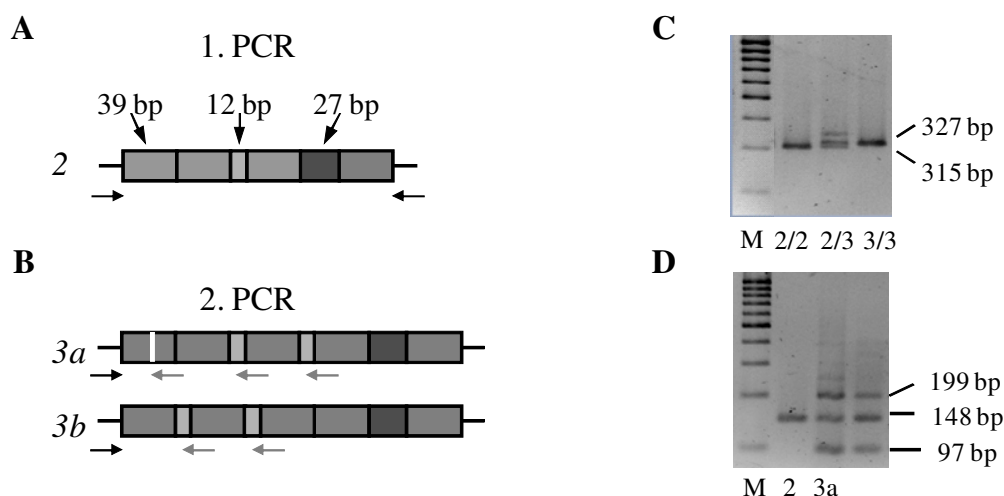 A
1. PCR
39 bp 12 bp 27 bp
2
B
2. PCR
3a
3b
C
327 bp
315 bp
M 2/2 2/3 3/3
D
199 bp
148 bp
97 bp
M 2 3a